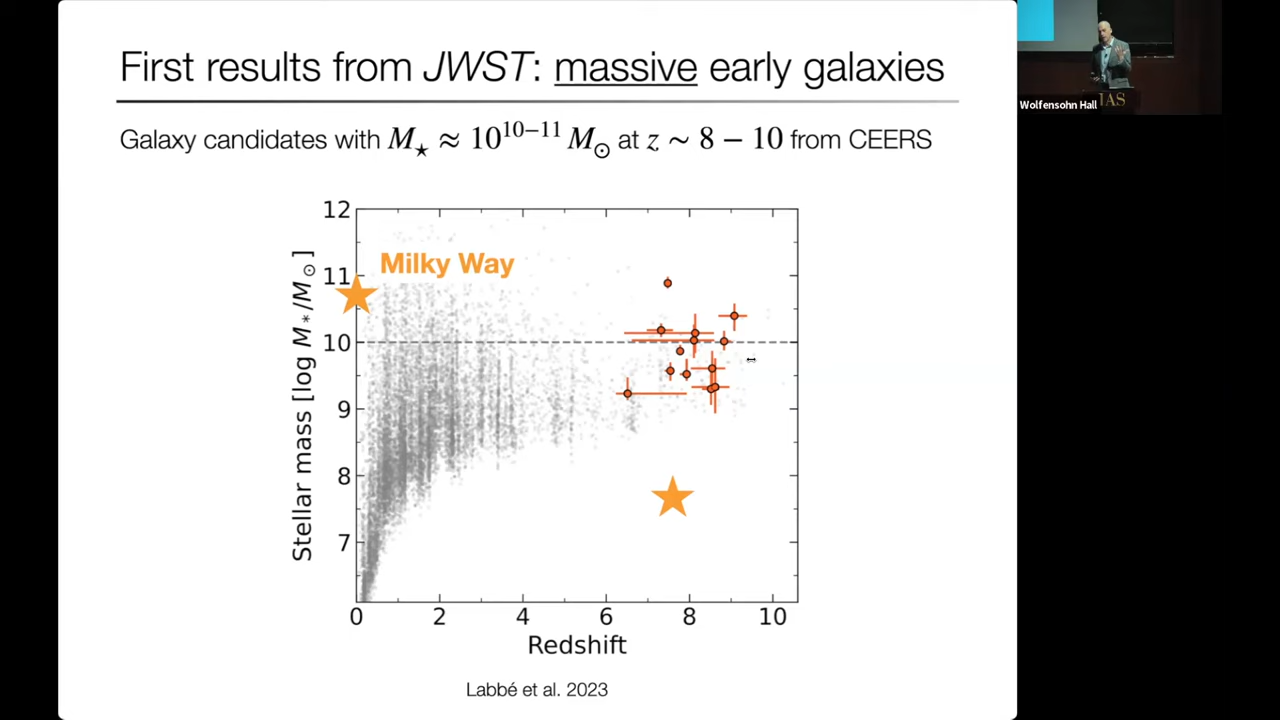 First results from JWST: massive early galaxies
Galaxy candidates with M⋆ ≈ 10¹⁰⁻¹¹ M⊙ at z ∼ 8 − 10 from CEERS
12
11
10
9
8
7
Stellar mass [log M*/M⊙]
Milky Way
0 2 4 6 8 10
Redshift
Labbé et al. 2023
IAS
Wolfensohn Hall